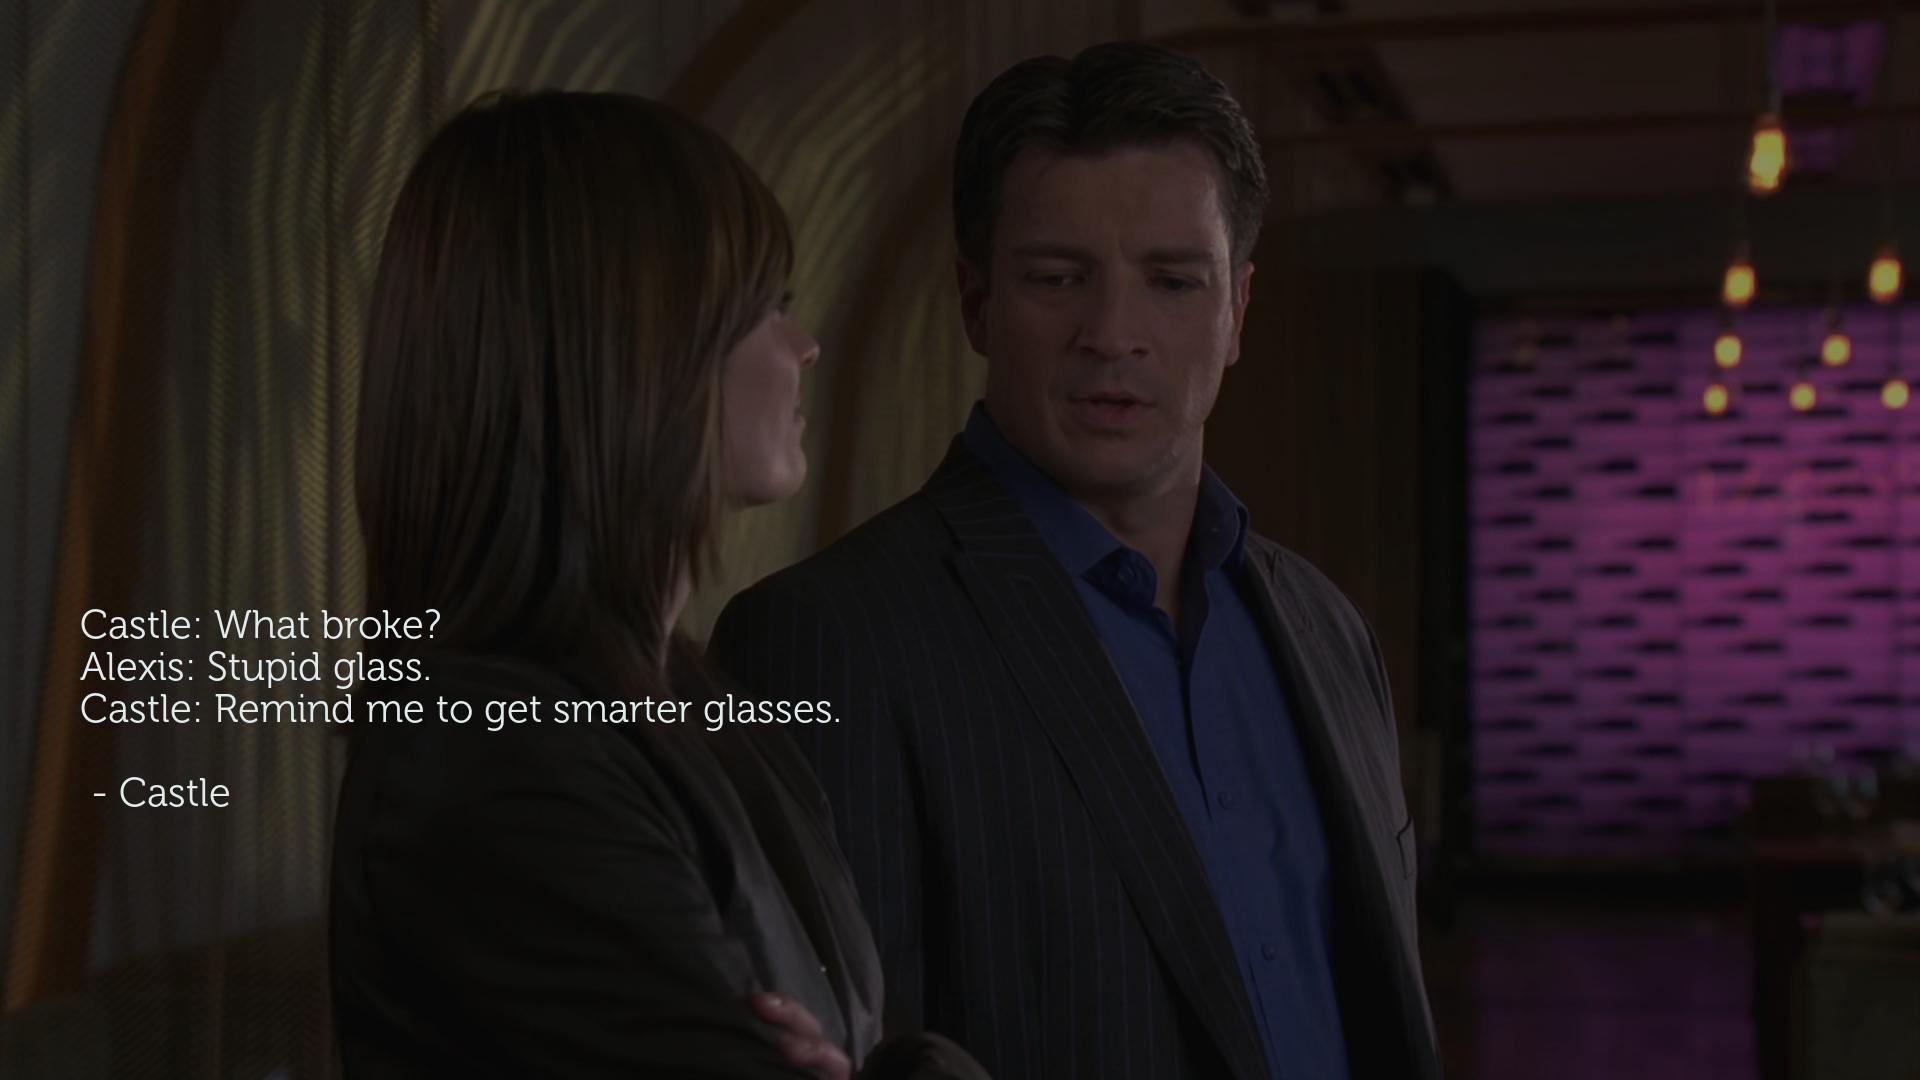 Castle: What broke?
Alexis: Stupid glass.
Castle: Remind me to get smarter glasses.
- Castle